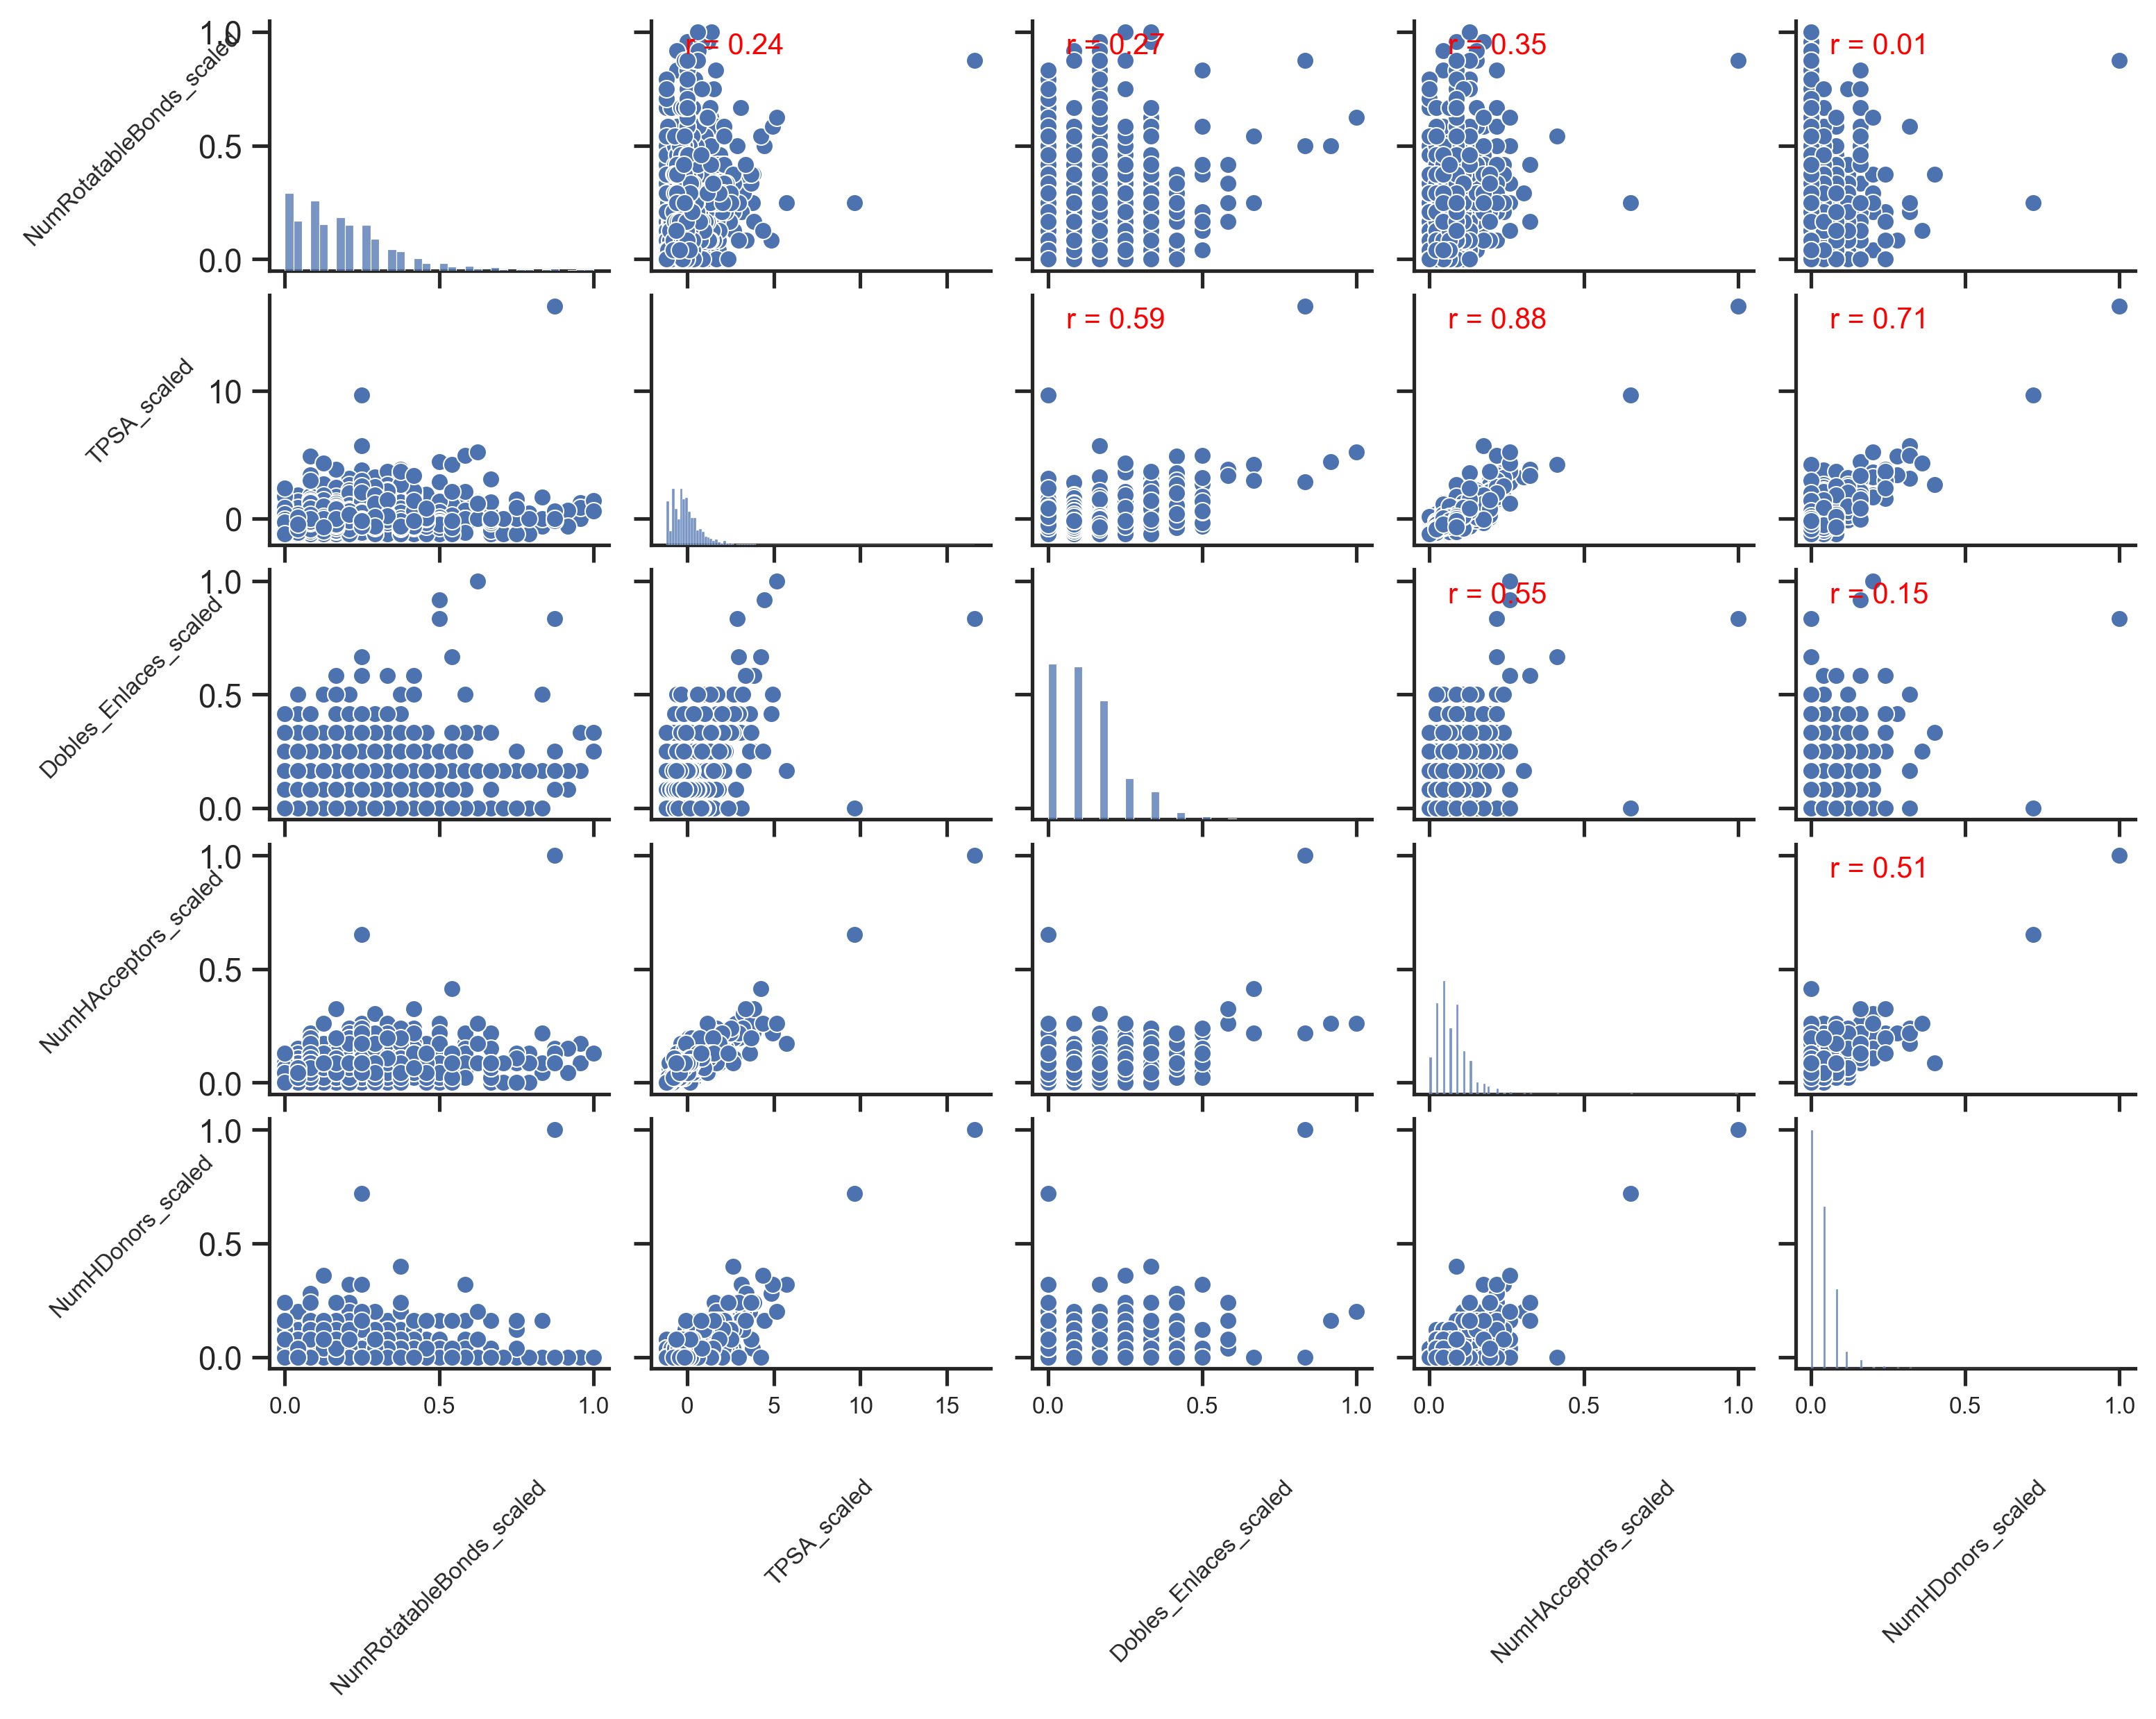 NumRotatableBonds_scaled
1.0
0.5
0.0
r = 0.24
r = 0.27
r = 0.35
r = 0.01
TPSA_scaled
10
0
r = 0.59
r = 0.88
r = 0.71
Dobles_Enlaces_scaled
1.0
0.5
0.0
r = 0.55
r = 0.15
NumHAcceptors_scaled
1.0
0.5
0.0
r = 0.51
NumHDonors_scaled
1.0
0.5
0.0
0.0 0.5 1.0
0 5 10 15
0.0 0.5 1.0
0.0 0.5 1.0
0.0 0.5 1.0
NumRotatableBonds_scaled
TPSA_scaled
Dobles_Enlaces_scaled
NumHAcceptors_scaled
NumHDonors_scaled